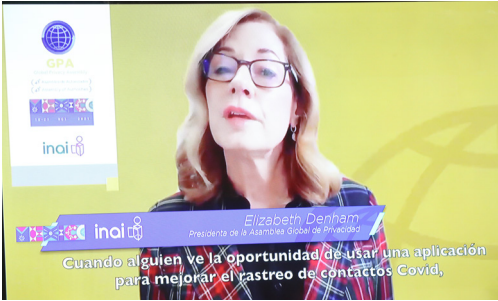 GPA
inai
inai
Elizabeth Denham
Presidenta de la Asamblea Global de Privacidad
Cuando alguien ve la oportunidad de usar una aplicación
para mejorar el rastreo de contactos Covid,